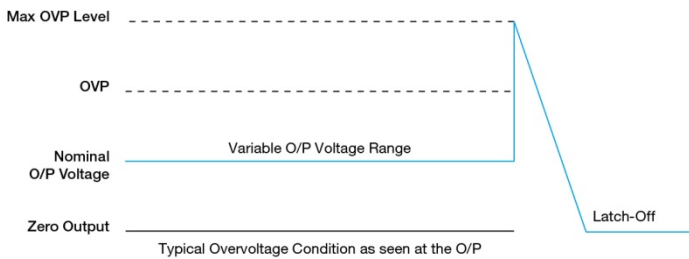 Max OVP Level
OVP
Variable O/P Voltage Range
Nominal
O/P Voltage
Latch-Off
Zero Output
Typical Overvoltage Condition as seen at the O/P